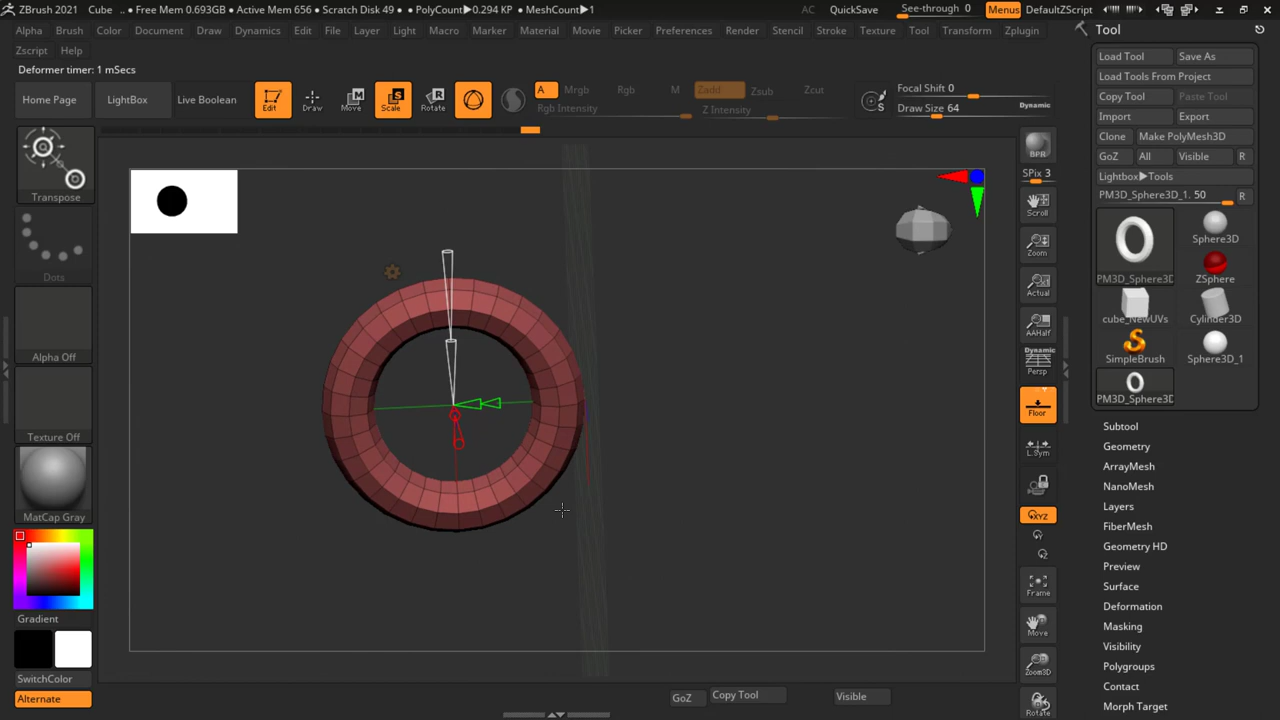 ZBrush 2021 Cube .. • Free Mem 0.693GB • Active Mem 656 • Scratch Disk 49 • PolyCount▸0.294 KP • MeshCount▸1 AC QuickSave See-through 0 Menus DefaultZScript
Alpha Brush Color Document Draw Dynamics Edit File Layer Light Macro Marker Material Movie Picker Preferences Render Stencil Stroke Texture Tool Transform Zplugin
Zscript Help
Deformer timer: 1 mSecs
Home Page LightBox Live Boolean Edit Draw Move Scale Rotate
A Mrgb Rgb M Zadd Zsub Zcut
Rgb Intensity Z Intensity
Focal Shift 0
Draw Size 64 Dynamic
S
Transpose
Dots
Alpha Off
Texture Off
MatCap Gray
Gradient
SwitchColor
Alternate
BPR
SPix 3
Scroll
Zoom
Actual
AAHalf
Dynamic
Persp
Floor
L.Sym
XYZ
Y
Z
Frame
Move
Zoom3D
Rotate
Tool
Load Tool Save As
Load Tools From Project
Copy Tool Paste Tool
Import Export
Clone Make PolyMesh3D
GoZ All Visible R
Lightbox▸Tools
PM3D_Sphere3D_1. 50 R
PM3D_Sphere3D Sphere3D
ZSphere
cube_NewUVs Cylinder3D
SimpleBrush Sphere3D_1
PM3D_Sphere3D
Subtool
Geometry
ArrayMesh
NanoMesh
Layers
FiberMesh
Geometry HD
Preview
Surface
Deformation
Masking
Visibility
Polygroups
Contact
Morph Target
GoZ Copy Tool Visible